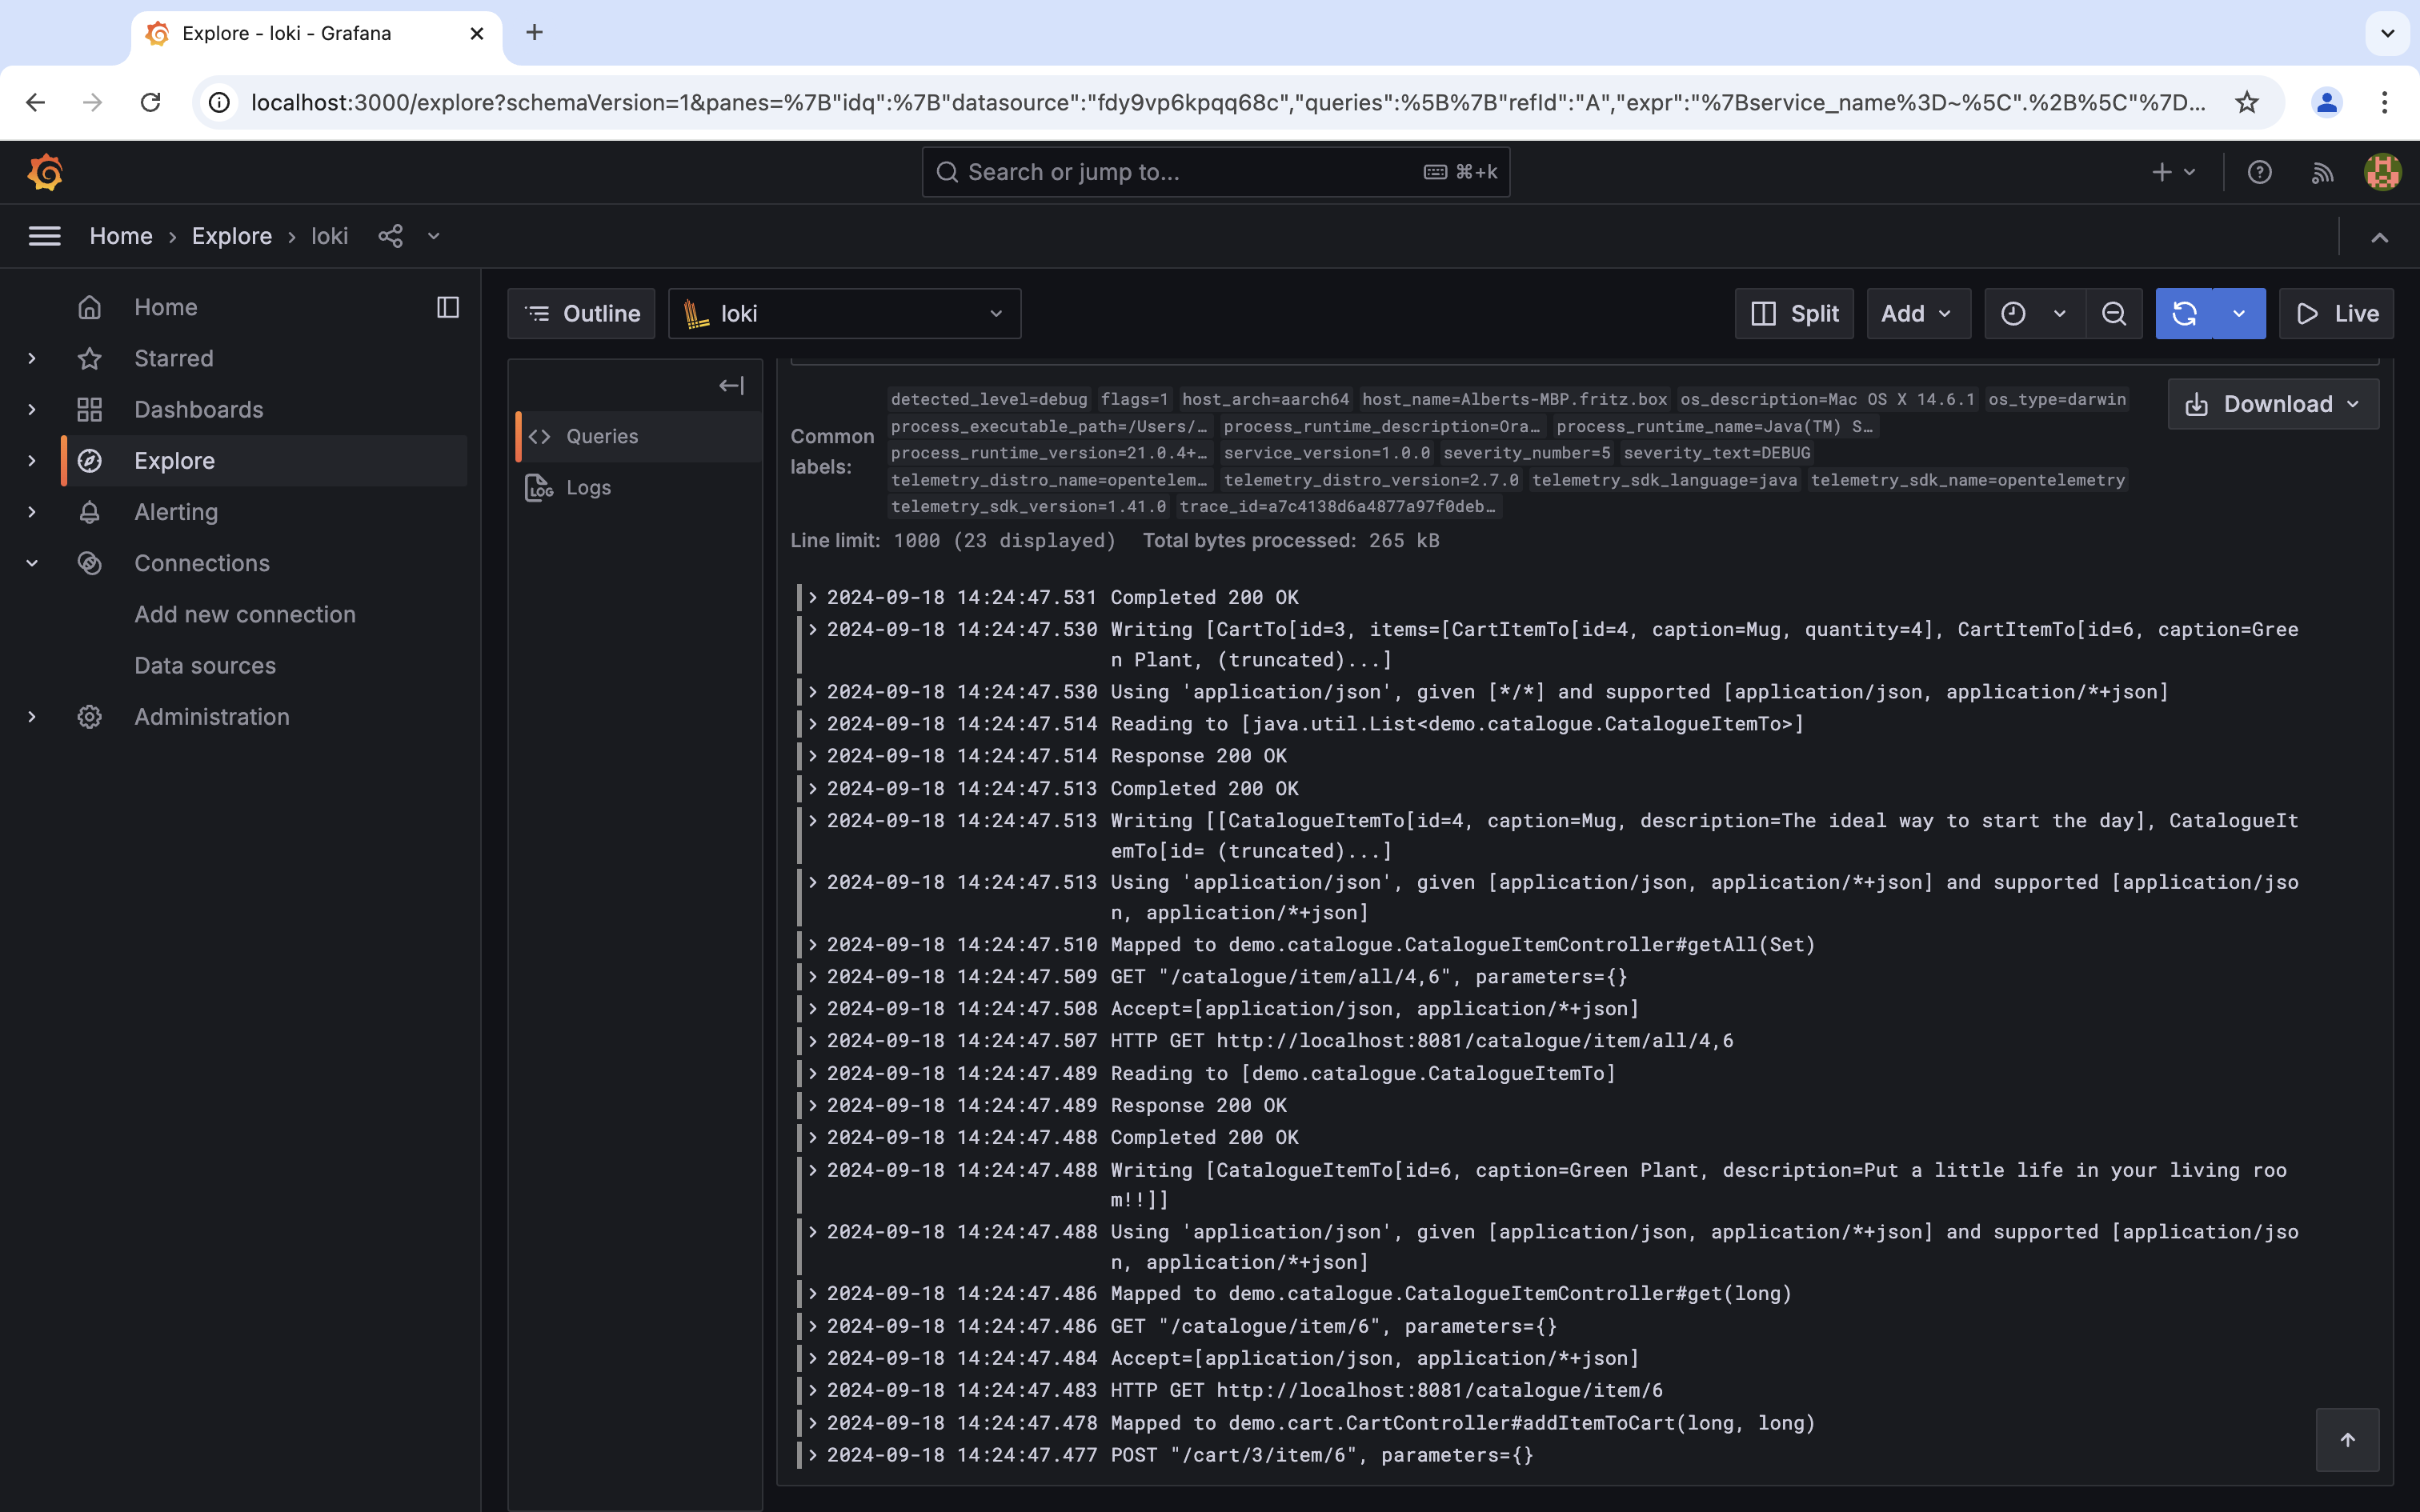 Explore - loki - Grafana
localhost:3000/explore?schemaVersion=1&panes=%7B"idq":%7B"datasource":"fdy9vp6kpqq68c","queries":%5B%7B"refId":"A","expr":"%7Bservice_name%3D~%5C".%2B%5C"%7D...
Search or jump to... ⌘+k
Home › Explore › loki
Home
Starred
Dashboards
Explore
Alerting
Connections
Add new connection
Data sources
Administration
Outline loki Split Add Live
Queries
LOG Logs
Common labels:
detected_level=debug flags=1 host_arch=aarch64 host_name=Alberts-MBP.fritz.box os_description=Mac OS X 14.6.1 os_type=darwin
process_executable_path=/Users/… process_runtime_description=Ora… process_runtime_name=Java(TM) S…
process_runtime_version=21.0.4+… service_version=1.0.0 severity_number=5 severity_text=DEBUG
telemetry_distro_name=opentelem… telemetry_distro_version=2.7.0 telemetry_sdk_language=java telemetry_sdk_name=opentelemetry
telemetry_sdk_version=1.41.0 trace_id=a7c4138d6a4877a97f0deb…
Download
Line limit: 1000 (23 displayed) Total bytes processed: 265 kB
2024-09-18 14:24:47.531 Completed 200 OK
2024-09-18 14:24:47.530 Writing [CartTo[id=3, items=[CartItemTo[id=4, caption=Mug, quantity=4], CartItemTo[id=6, caption=Gree
n Plant, (truncated)...]
2024-09-18 14:24:47.530 Using 'application/json', given [*/*] and supported [application/json, application/*+json]
2024-09-18 14:24:47.514 Reading to [java.util.List<demo.catalogue.CatalogueItemTo>]
2024-09-18 14:24:47.514 Response 200 OK
2024-09-18 14:24:47.513 Completed 200 OK
2024-09-18 14:24:47.513 Writing [[CatalogueItemTo[id=4, caption=Mug, description=The ideal way to start the day], CatalogueIt
emTo[id= (truncated)...]
2024-09-18 14:24:47.513 Using 'application/json', given [application/json, application/*+json] and supported [application/jso
n, application/*+json]
2024-09-18 14:24:47.510 Mapped to demo.catalogue.CatalogueItemController#getAll(Set)
2024-09-18 14:24:47.509 GET "/catalogue/item/all/4,6", parameters={}
2024-09-18 14:24:47.508 Accept=[application/json, application/*+json]
2024-09-18 14:24:47.507 HTTP GET http://localhost:8081/catalogue/item/all/4,6
2024-09-18 14:24:47.489 Reading to [demo.catalogue.CatalogueItemTo]
2024-09-18 14:24:47.489 Response 200 OK
2024-09-18 14:24:47.488 Completed 200 OK
2024-09-18 14:24:47.488 Writing [CatalogueItemTo[id=6, caption=Green Plant, description=Put a little life in your living roo
m!!]]
2024-09-18 14:24:47.488 Using 'application/json', given [application/json, application/*+json] and supported [application/jso
n, application/*+json]
2024-09-18 14:24:47.486 Mapped to demo.catalogue.CatalogueItemController#get(long)
2024-09-18 14:24:47.486 GET "/catalogue/item/6", parameters={}
2024-09-18 14:24:47.484 Accept=[application/json, application/*+json]
2024-09-18 14:24:47.483 HTTP GET http://localhost:8081/catalogue/item/6
2024-09-18 14:24:47.478 Mapped to demo.cart.CartController#addItemToCart(long, long)
2024-09-18 14:24:47.477 POST "/cart/3/item/6", parameters={}